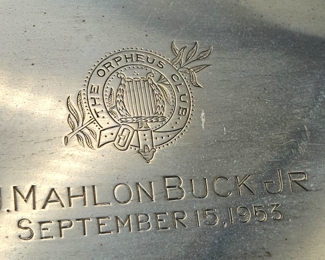 THE ORPHEUS CLUB
J. MAHLON BUCK JR
SEPTEMBER 15, 1953